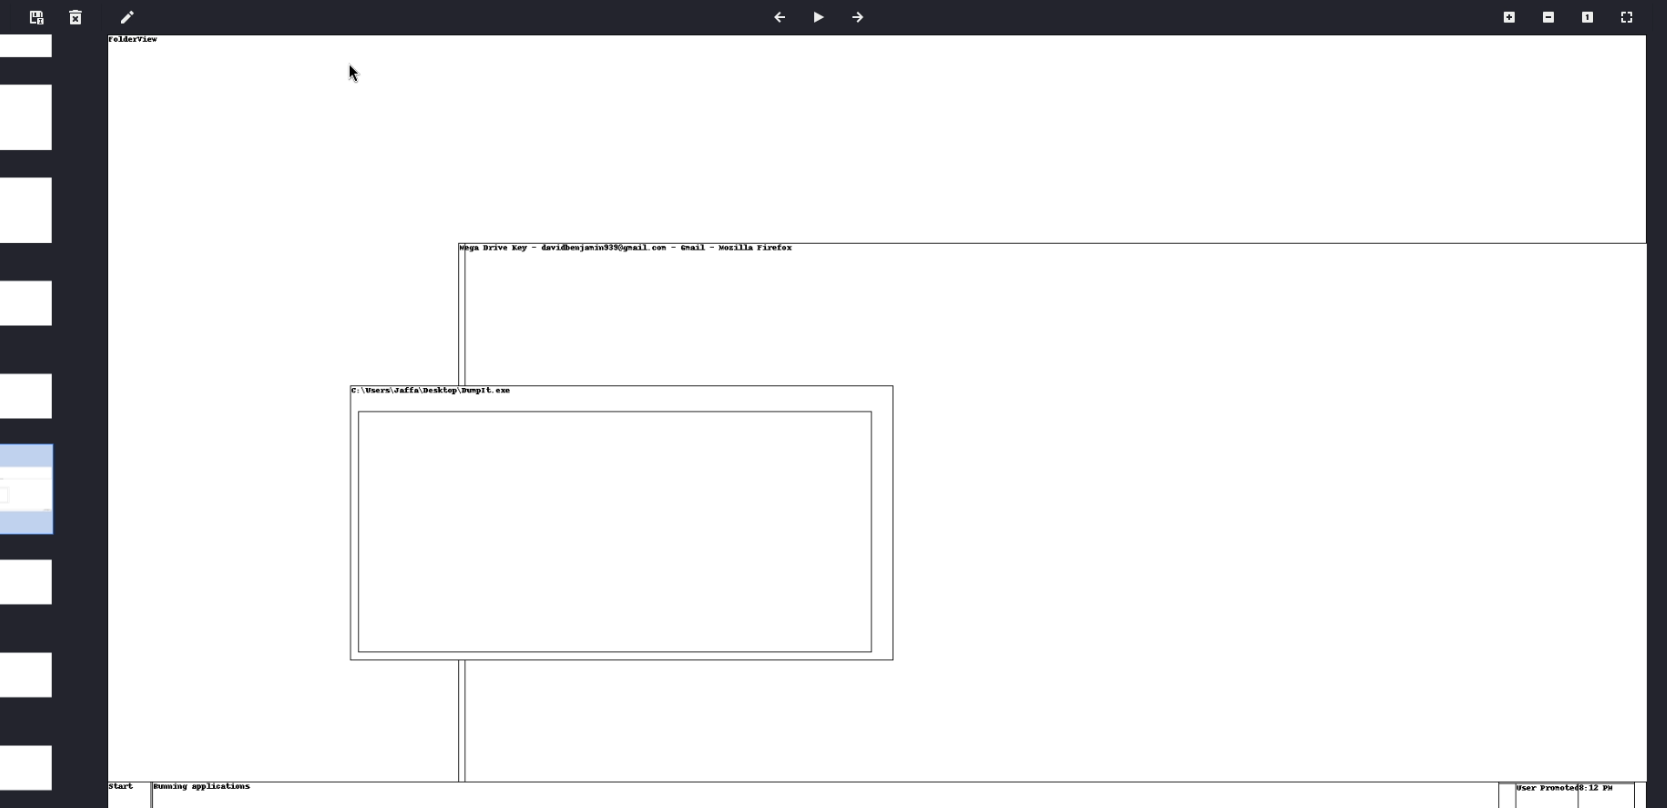 FolderView
Mega Drive Key - davidbenjamin939@gmail.com - Gmail - Mozilla Firefox
C:\Users\Jaffa\Desktop\DumpIt.exe
Start
Running applications
User Promoted
8:12 PM